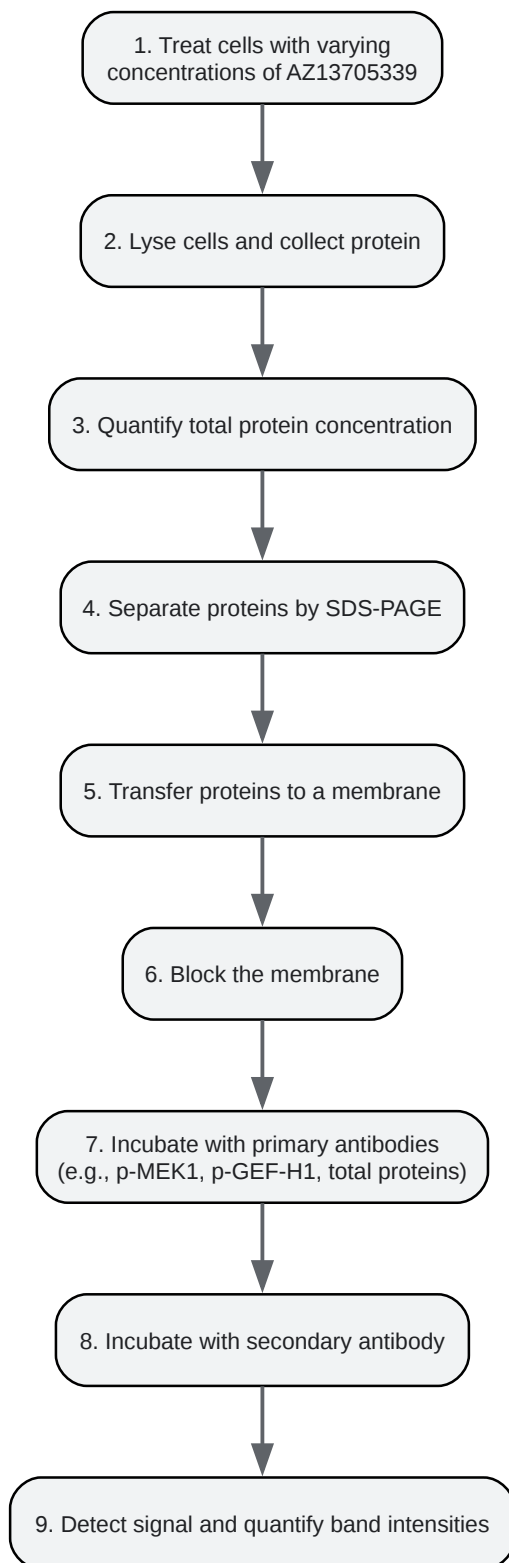 1. Treat cells with varying
concentrations of AZ13705339
2. Lyse cells and collect protein
3. Quantify total protein concentration
4. Separate proteins by SDS-PAGE
5. Transfer proteins to a membrane
6. Block the membrane
7. Incubate with primary antibodies
(e.g., p-MEK1, p-GEF-H1, total proteins)
8. Incubate with secondary antibody
9. Detect signal and quantify band intensities